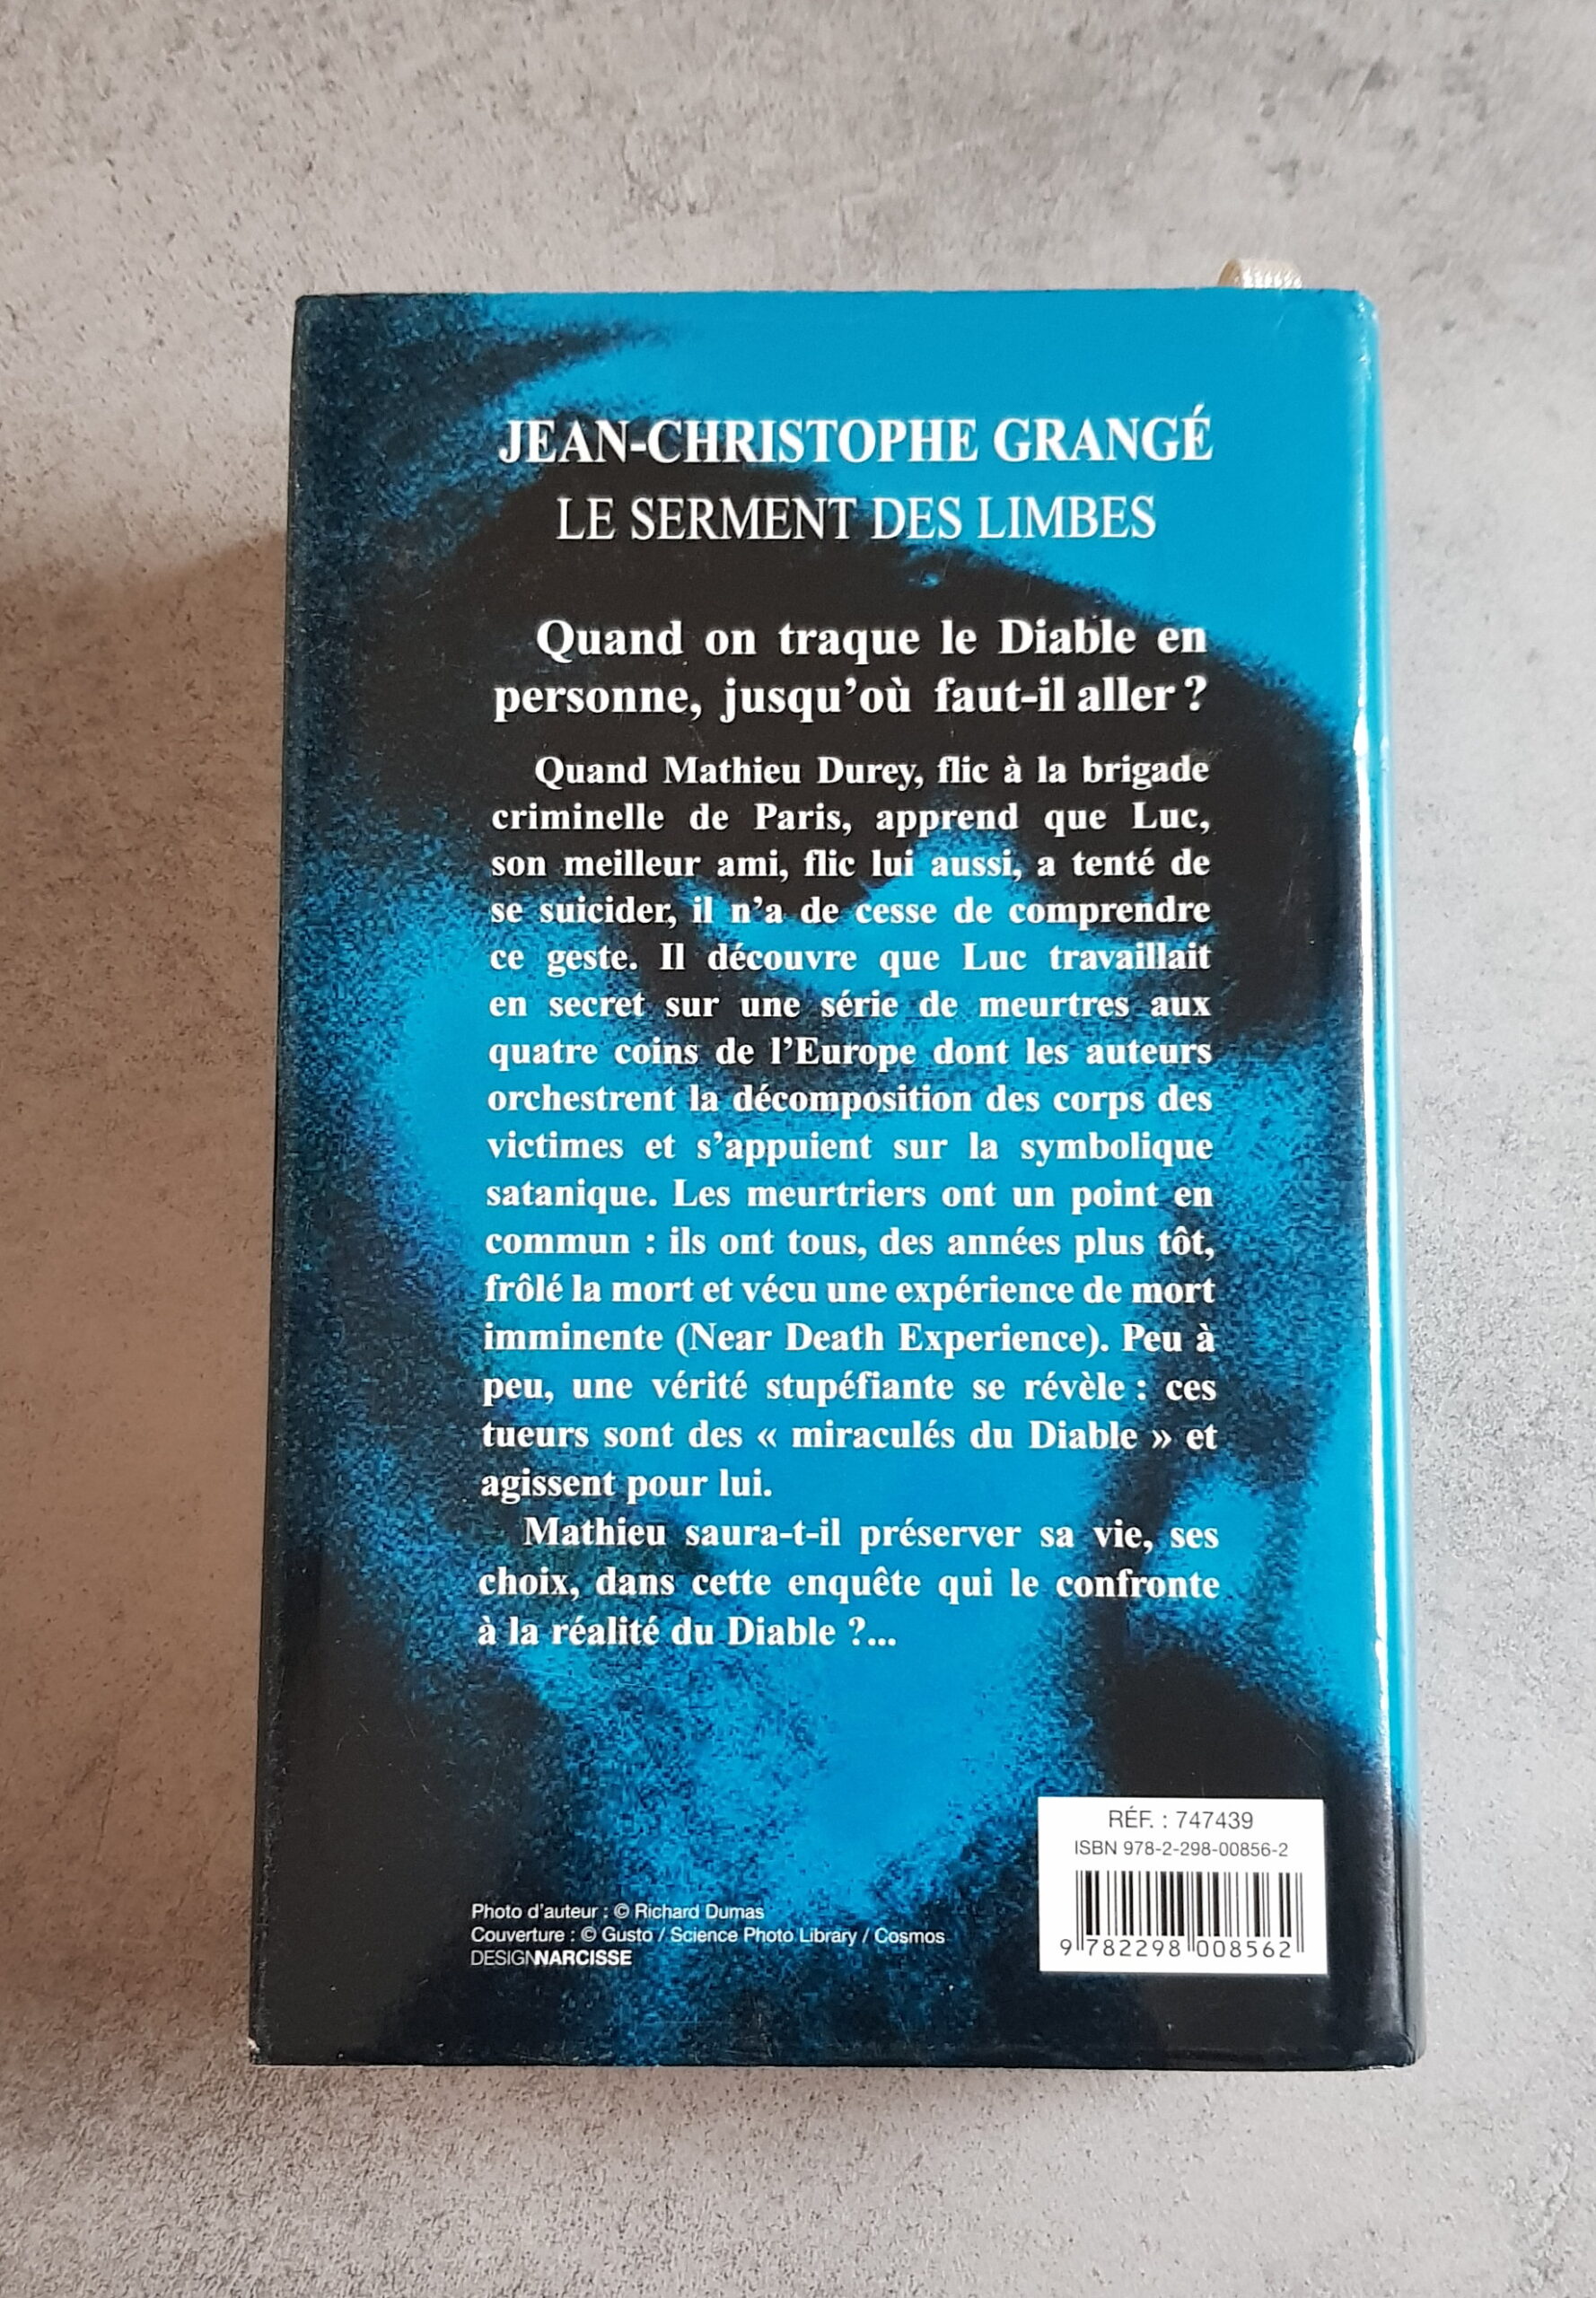 JEAN-CHRISTOPHE GRANGÉ
LE SERMENT DES LIMBES
Quand on traque le Diable en
personne, jusqu’où faut-il aller ?
Quand Mathieu Durey, flic à la brigade
criminelle de Paris, apprend que Luc,
son meilleur ami, flic lui aussi, a tenté de
se suicider, il n’a de cesse de comprendre
ce geste. Il découvre que Luc travaillait
en secret sur une série de meurtres aux
quatre coins de l’Europe dont les auteurs
orchestrent la décomposition des corps des
victimes et s’appuient sur la symbolique
satanique. Les meurtriers ont un point en
commun : ils ont tous, des années plus tôt,
frôlé la mort et vécu une expérience de mort
imminente (Near Death Experience). Peu à
peu, une vérité stupéfiante se révèle : ces
tueurs sont des « miraculés du Diable » et
agissent pour lui.
Mathieu saura-t-il préserver sa vie, ses
choix, dans cette enquête qui le confronte
à la réalité du Diable ?...
RÉF. : 747439
ISBN 978-2-298-00856-2
9 782298 008562
Photo d’auteur : © Richard Dumas
Couverture : © Gusto / Science Photo Library / Cosmos
DESIGNNARCISSE